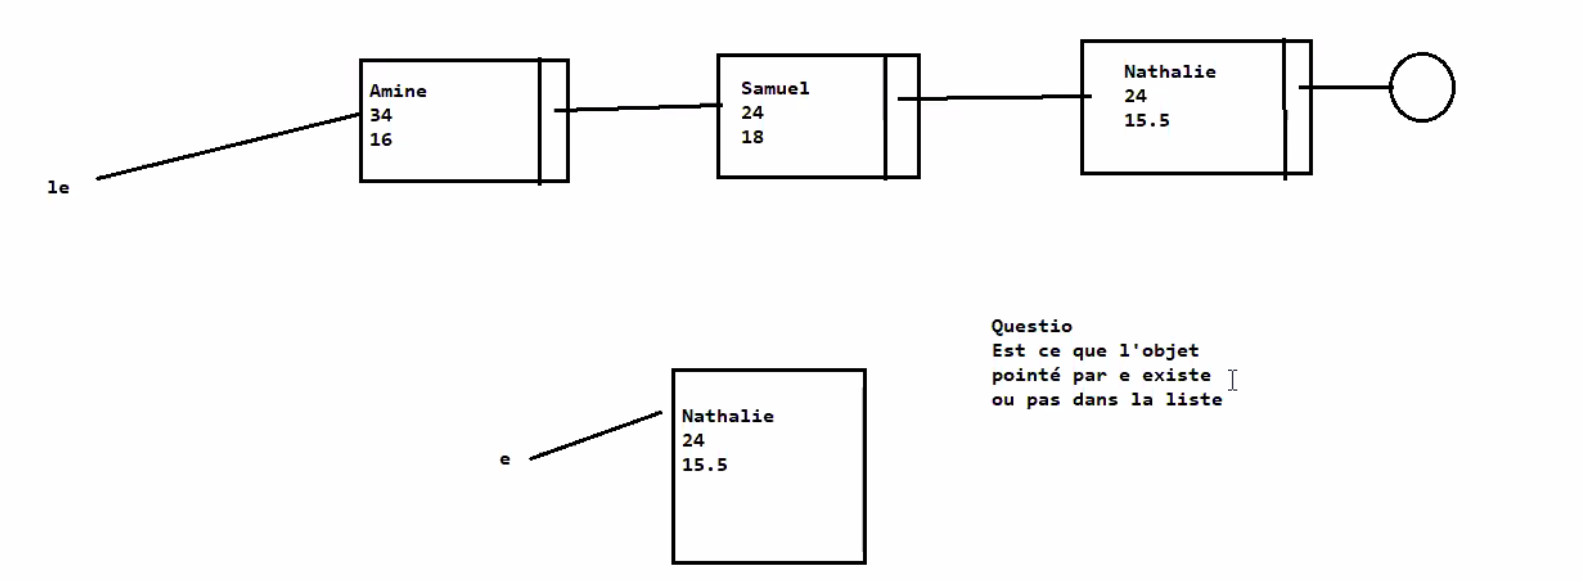 Amine
34
16
Samuel
24
18
Nathalie
24
15.5
le
Questio
Est ce que l'objet
pointé par e existe
ou pas dans la liste
Nathalie
24
15.5
e